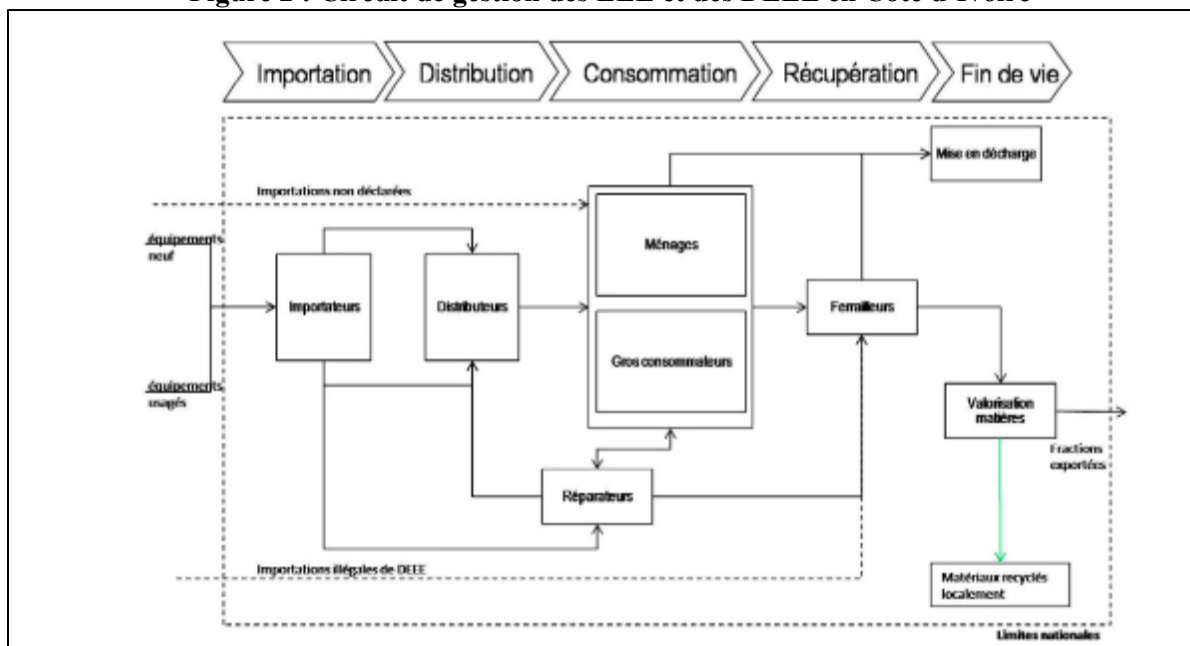 Importation
Distribution
Consommation
Récupération
Fin de vie
Mise en décharge
Importations non déclarées
Ménages
équipements
neuf
Importateurs
Distributeurs
Ferrailleurs
Gros consommateurs
équipements
usagés
Valorisation
matières
Fractions
exportées
Réparateurs
Importations illégales de DEEE
Matériaux recyclés
localement
Limites nationales